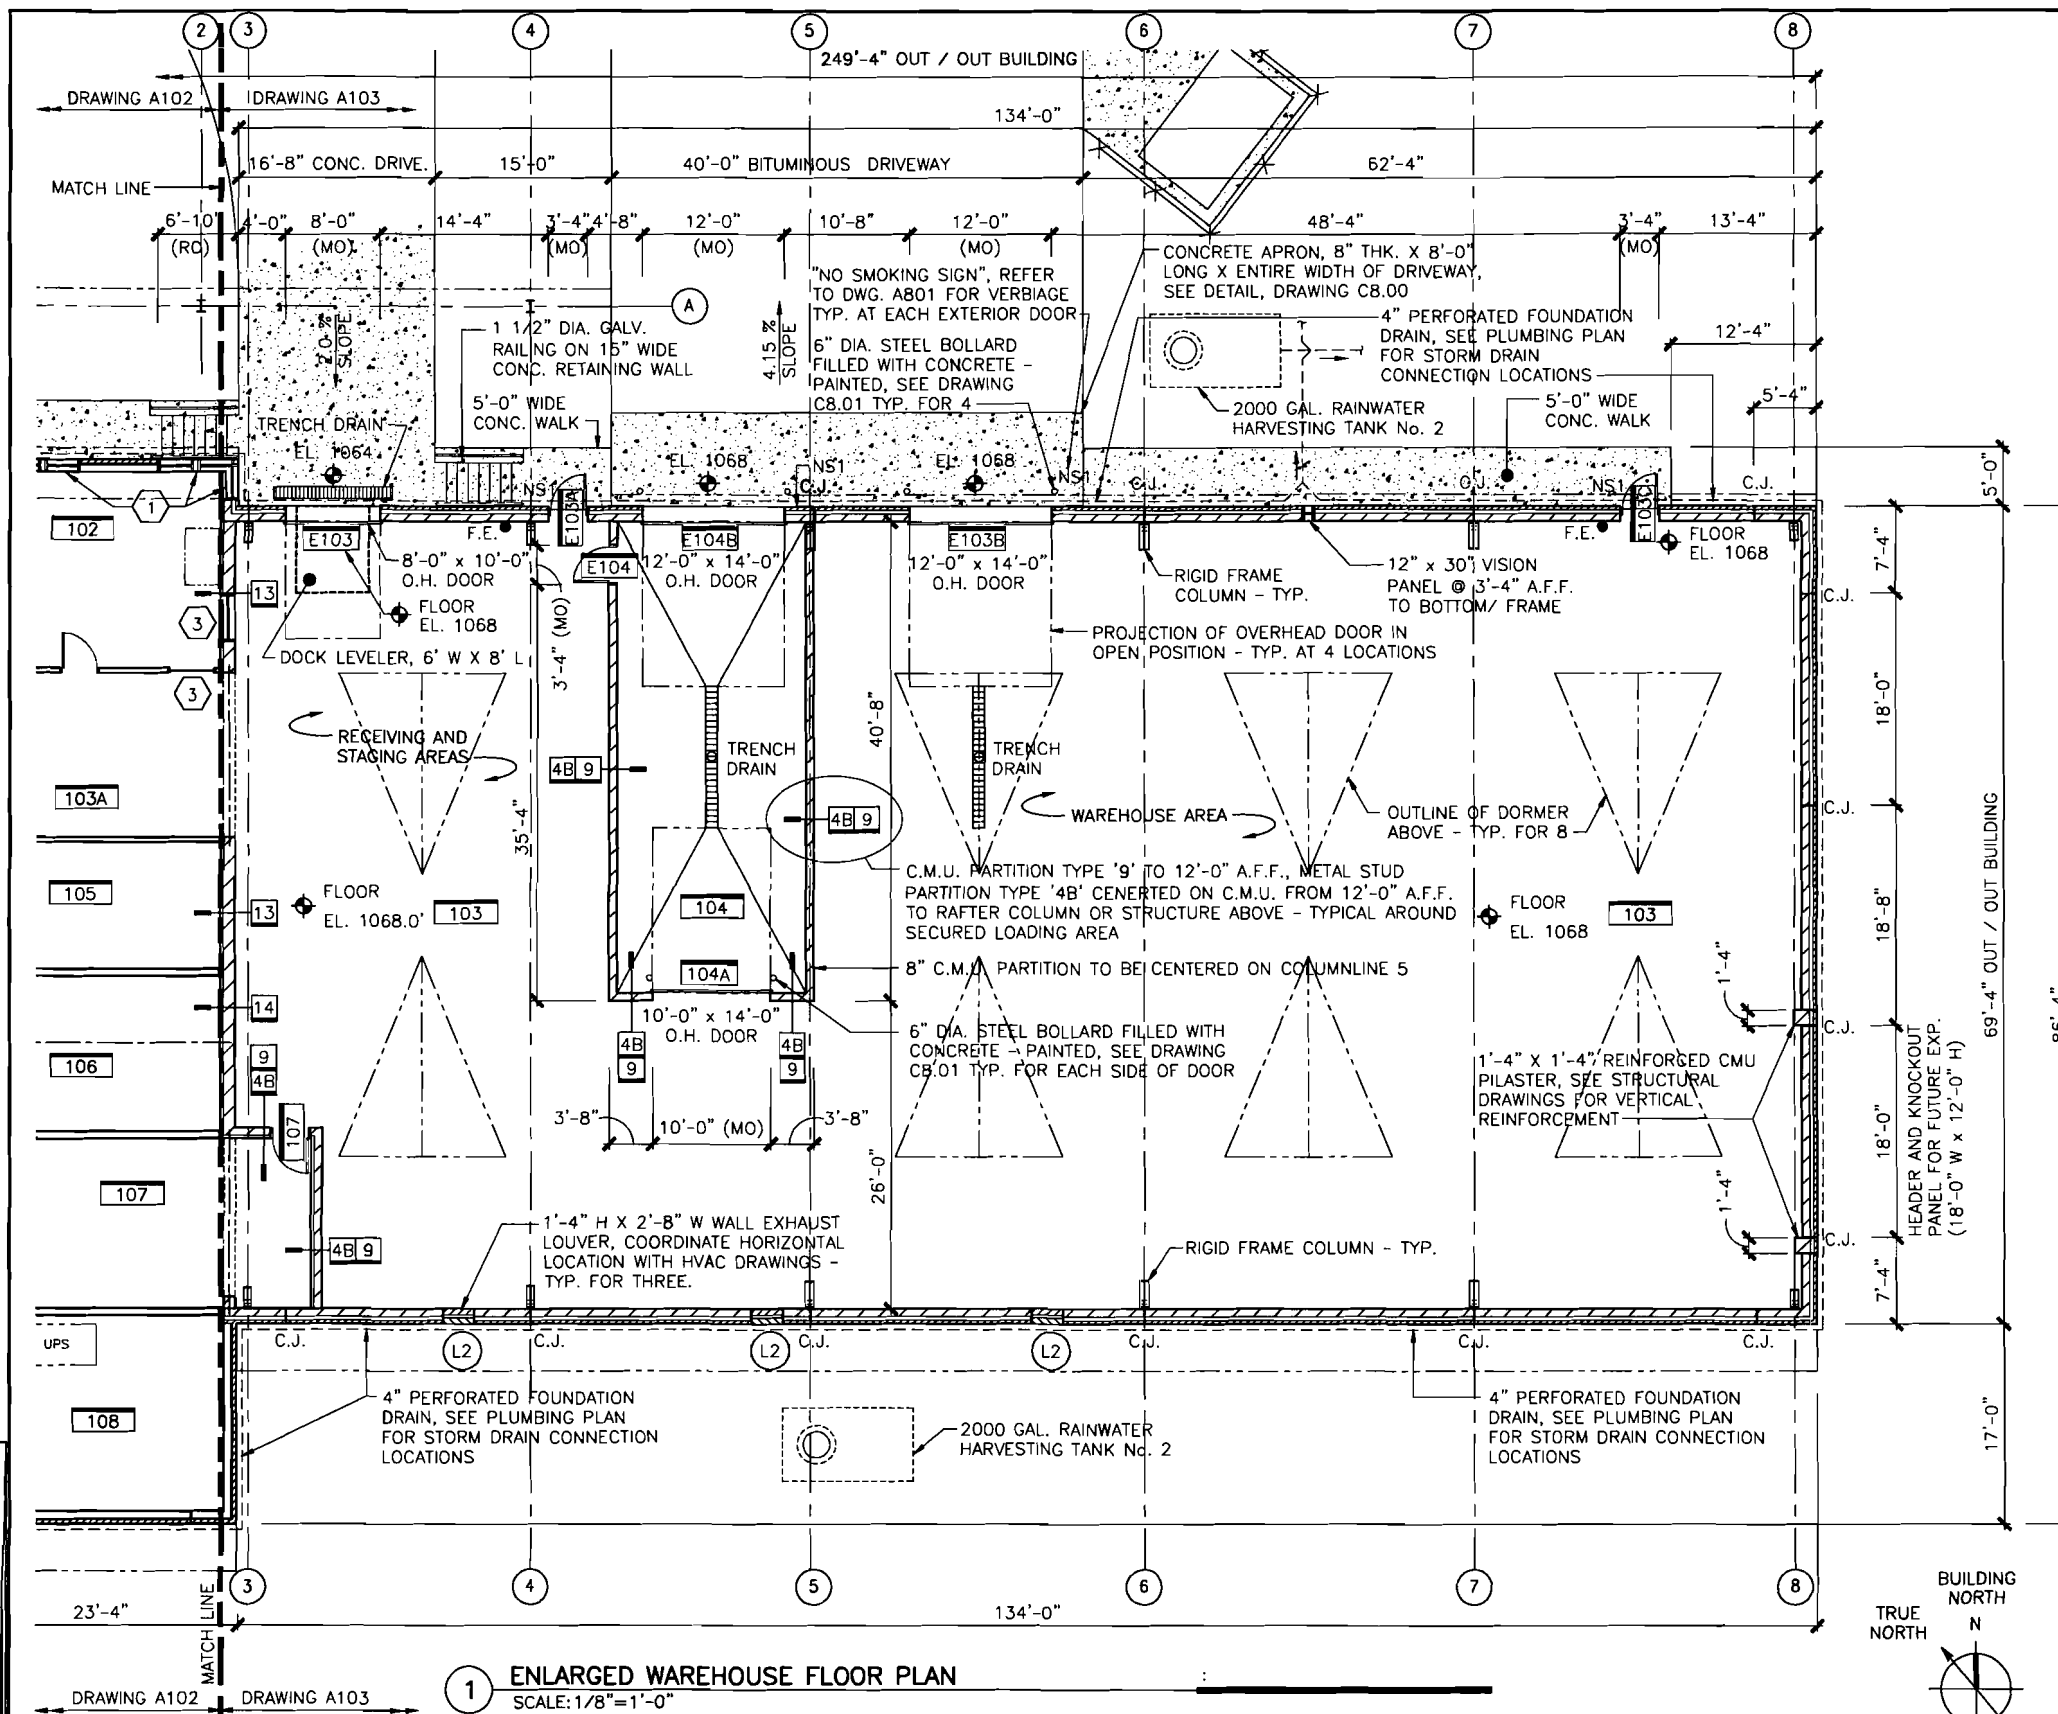 2 3 4 5 6 7 8
249'-4" OUT / OUT BUILDING
DRAWING A102 DRAWING A103
134'-0"
16'-8" CONC. DRIVE. 15'-0" 40'-0" BITUMINOUS DRIVEWAY 62'-4"
MATCH LINE
6'-10" 4'-0" 8'-0" 14'-4" 3'-4" 4'-8" 12'-0" 10'-8" 12'-0" 48'-4" 3'-4" 13'-4"
(RO) (MO) (MO) (MO) (MO) (MO)
CONCRETE APRON, 8" THK. X 8'-0"
LONG X ENTIRE WIDTH OF DRIVEWAY,
SEE DETAIL, DRAWING C8.00
"NO SMOKING SIGN", REFER
TO DWG. A801 FOR VERBIAGE
TYP. AT EACH EXTERIOR DOOR
A
2.0 %
SLOPE
4.15 %
SLOPE
1 1/2" DIA. GALV.
RAILING ON 15" WIDE
CONC. RETAINING WALL
6" DIA. STEEL BOLLARD
FILLED WITH CONCRETE -
PAINTED, SEE DRAWING
C8.01 TYP. FOR 4
4" PERFORATED FOUNDATION
DRAIN, SEE PLUMBING PLAN
FOR STORM DRAIN
CONNECTION LOCATIONS
12'-4"
5'-4"
5'-0" WIDE
CONC. WALK
2000 GAL. RAINWATER
HARVESTING TANK No. 2
5'-0" WIDE
CONC. WALK
TRENCH DRAIN
EL. 1064
EL. 1068
NS1
EL. 1068
NS1
NS1
C.J.
C.J.
C.J.
NS1
C.J.
5'-0"
1
102
E103
F.E.
E103A
E104
E104B
E103B
F.E.
E103C
FLOOR
EL. 1068
8'-0" x 10'-0"
O.H. DOOR
12'-0" x 14'-0"
O.H. DOOR
12'-0" x 14'-0"
O.H. DOOR
RIGID FRAME
COLUMN - TYP.
12" x 30" VISION
PANEL @ 3'-4" A.F.F.
TO BOTTOM/ FRAME
7'-4"
C.J.
13
3
FLOOR
EL. 1068
DOCK LEVELER, 6' W X 8' L
3'-4" (MO)
PROJECTION OF OVERHEAD DOOR IN
OPEN POSITION - TYP. AT 4 LOCATIONS
3
18'-0"
RECEIVING AND
STAGING AREAS
40'-8"
TRENCH
DRAIN
TRENCH
DRAIN
4B 9
103A
35'-4"
4B 9
WAREHOUSE AREA
OUTLINE OF DORMER
ABOVE - TYP. FOR 8
C.J.
69'-4" OUT / OUT BUILDING
C.M.U. PARTITION TYPE '9' TO 12'-0" A.F.F., METAL STUD
PARTITION TYPE '4B' CENERTED ON C.M.U. FROM 12'-0" A.F.F.
TO RAFTER COLUMN OR STRUCTURE ABOVE - TYPICAL AROUND
SECURED LOADING AREA
105
13
FLOOR
EL. 1068.0'
103
104
FLOOR
EL. 1068
103
18'-8"
104A
8" C.M.U. PARTITION TO BE CENTERED ON COLUMNLINE 5
1'-4"
14
10'-0" x 14'-0"
O.H. DOOR
6" DIA. STEEL BOLLARD FILLED WITH
CONCRETE - PAINTED, SEE DRAWING
C8.01 TYP. FOR EACH SIDE OF DOOR
C.J.
86'-4"
106
9
4B
4B
9
4B
9
1'-4" X 1'-4" REINFORCED CMU
PILASTER, SEE STRUCTURAL
DRAWINGS FOR VERTICAL
REINFORCEMENT
HEADER AND KNOCKOUT
PANEL FOR FUTURE EXP.
(18'-0" W x 12'-0" H)
107
3'-8" 10'-0" (MO) 3'-8"
18'-0"
107
26'-0"
1'-4"
1'-4" H X 2'-8" W WALL EXHAUST
LOUVER, COORDINATE HORIZONTAL
LOCATION WITH HVAC DRAWINGS -
TYP. FOR THREE.
4B 9
RIGID FRAME COLUMN - TYP.
C.J.
7'-4"
UPS
C.J. L2 C.J. L2 C.J. L2 C.J. C.J. C.J.
108
4" PERFORATED FOUNDATION
DRAIN, SEE PLUMBING PLAN
FOR STORM DRAIN CONNECTION
LOCATIONS
2000 GAL. RAINWATER
HARVESTING TANK No. 2
4" PERFORATED FOUNDATION
DRAIN, SEE PLUMBING PLAN
FOR STORM DRAIN CONNECTION
LOCATIONS
17'-0"
3 4 5 6 7 8
23'-4" 134'-0"
MATCH LINE
BUILDING
NORTH
TRUE
NORTH
N
1 ENLARGED WAREHOUSE FLOOR PLAN
SCALE: 1/8"=1'-0"
DRAWING A102 DRAWING A103